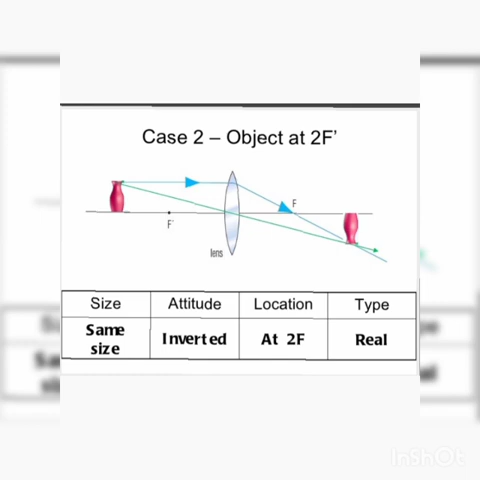 Case 2 – Object at 2F'
F
F'
lens
Size Attitude Location Type
Same size Inverted At 2F Real
InShOt